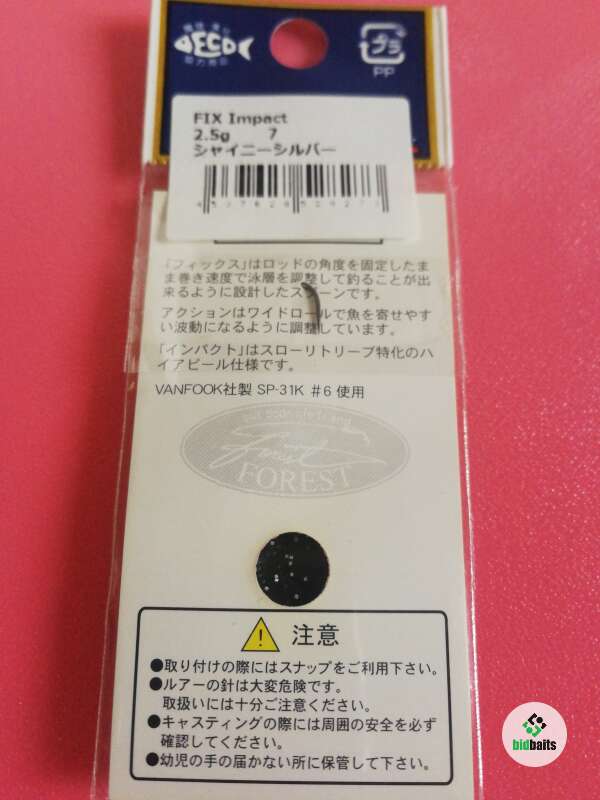 環境・安心
DECO
協力商品
プラ
PP
FIX Impact
2.5g 7
シャイニーシルバー
「フィックス」はロッドの角度を固定したま
ま巻き速度で泳層を調整して釣ることが出
来るように設計したスプーンです。
アクションはワイドロールで魚を寄せやす
い波動になるように調整しています。
「インパクト」はスローリトリーブ特化のハ
イアピール仕様です。
VANFOOK社製 SP-31K #6 使用
FOREST
注意
●取り付けの際にはスナップをご利用下さい。
●ルアーの針は大変危険です。
取扱いには十分ご注意ください。
●キャスティングの際には周囲の安全を必ず
確認してください。
●幼児の手の届かない所に保管して下さい。
bidbaits